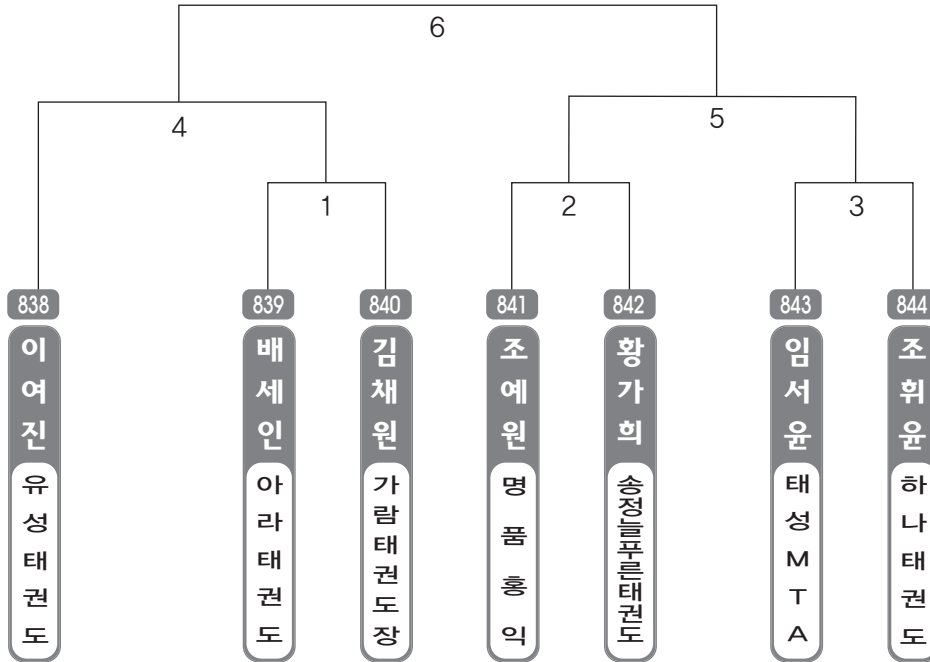 6
4
5
1
2
3
838
839
840
841
842
843
844
이여진
배세인
김채원
조예원
황가희
임서윤
조휘윤
유성태권도
아라태권도
가람태권도장
명품홍익
송정늘푸른태권도
태성MTA
하나태권도